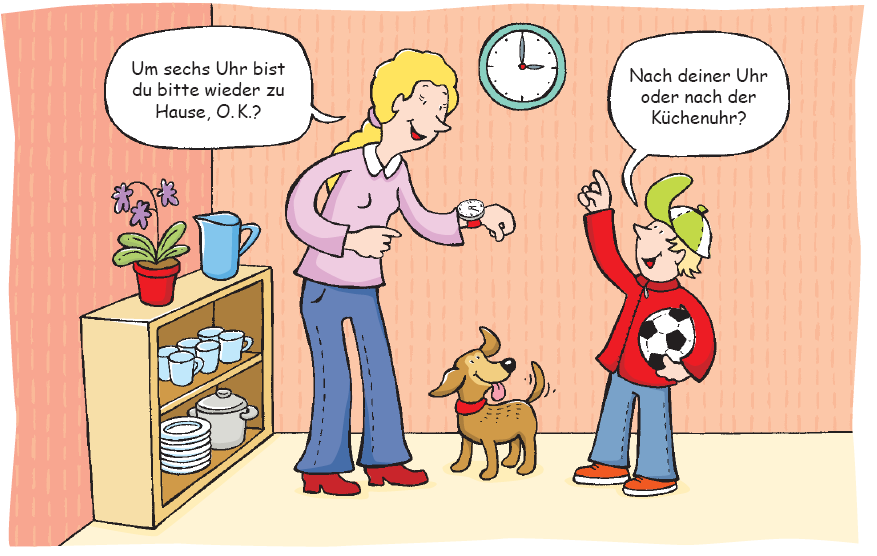 Um sechs Uhr bist
du bitte wieder zu
Hause, O.K.?
Nach deiner Uhr
oder nach der
Küchenuhr?